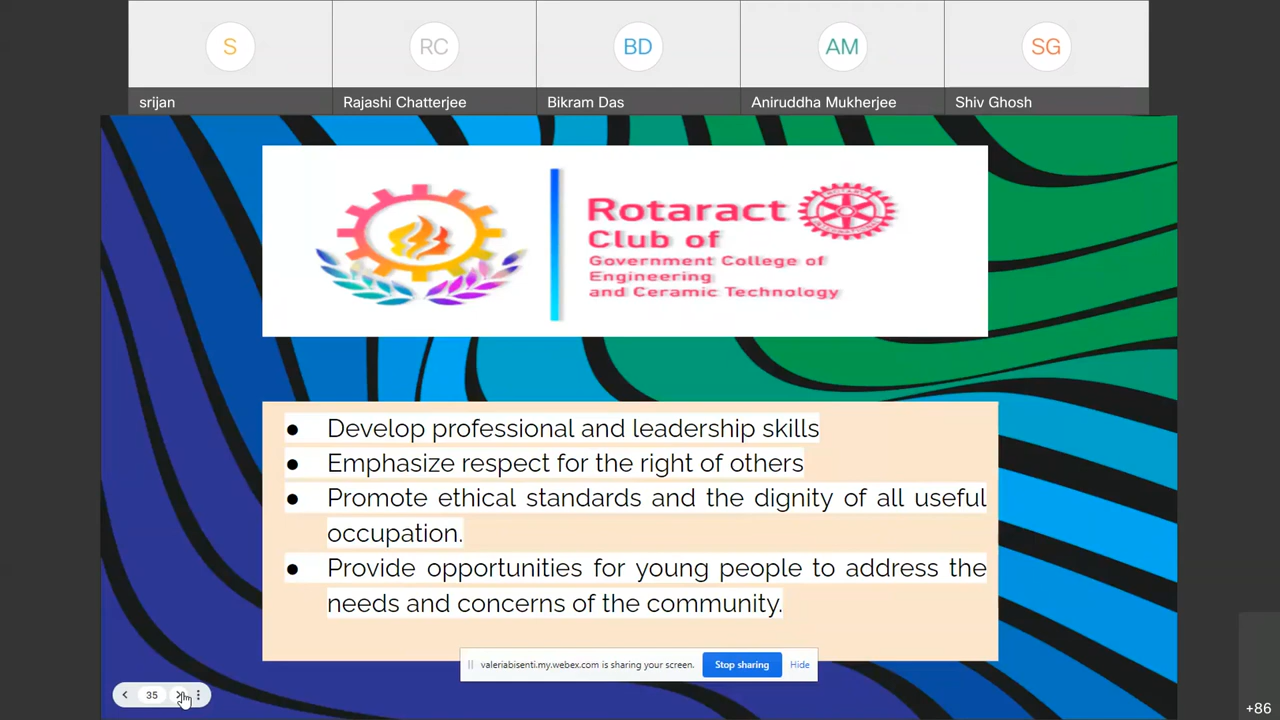 S
RC
BD
AM
SG
srijan
Rajashi Chatterjee
Bikram Das
Aniruddha Mukherjee
Shiv Ghosh
Rotaract
Club of
Government College of
Engineering
and Ceramic Technology
ROTARY
INTERNATIONAL
● Develop professional and leadership skills
● Emphasize respect for the right of others
● Promote ethical standards and the dignity of all useful
occupation.
● Provide opportunities for young people to address the
needs and concerns of the community.
valeriabisenti.my.webex.com is sharing your screen.
Stop sharing
Hide
35
+86